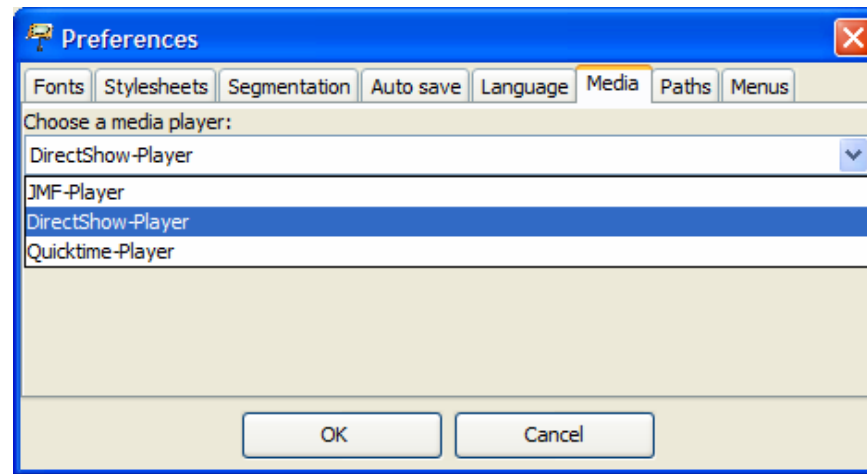 Preferences
Fonts Stylesheets Segmentation Auto save Language Media Paths Menus
Choose a media player:
DirectShow-Player
JMF-Player
DirectShow-Player
Quicktime-Player
OK Cancel